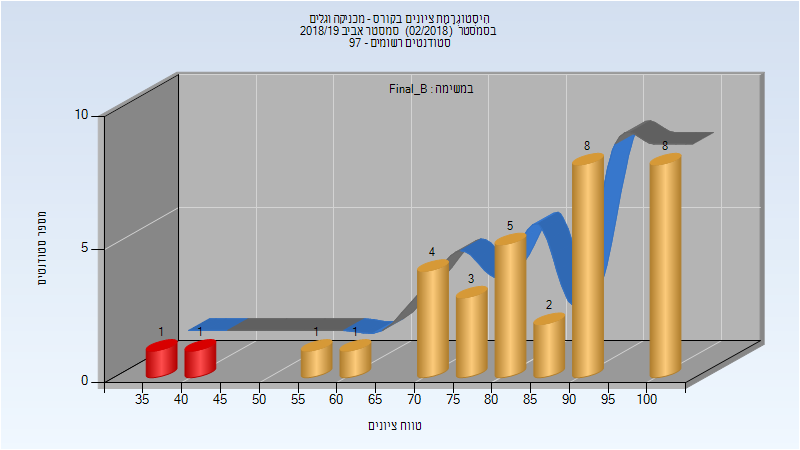 היסטוגרמת ציונים בקורס - מכניקה וגלים
בסמסטר (02/2018) סמסטר אביב 2018/19
סטודנטים רשומים - 97
במשימה : Final_B
מספר סטודנטים
10
5
0
1
1
1
1
4
3
5
2
8
8
35 40 45 50 55 60 65 70 75 80 85 90 95 100
טווח ציונים